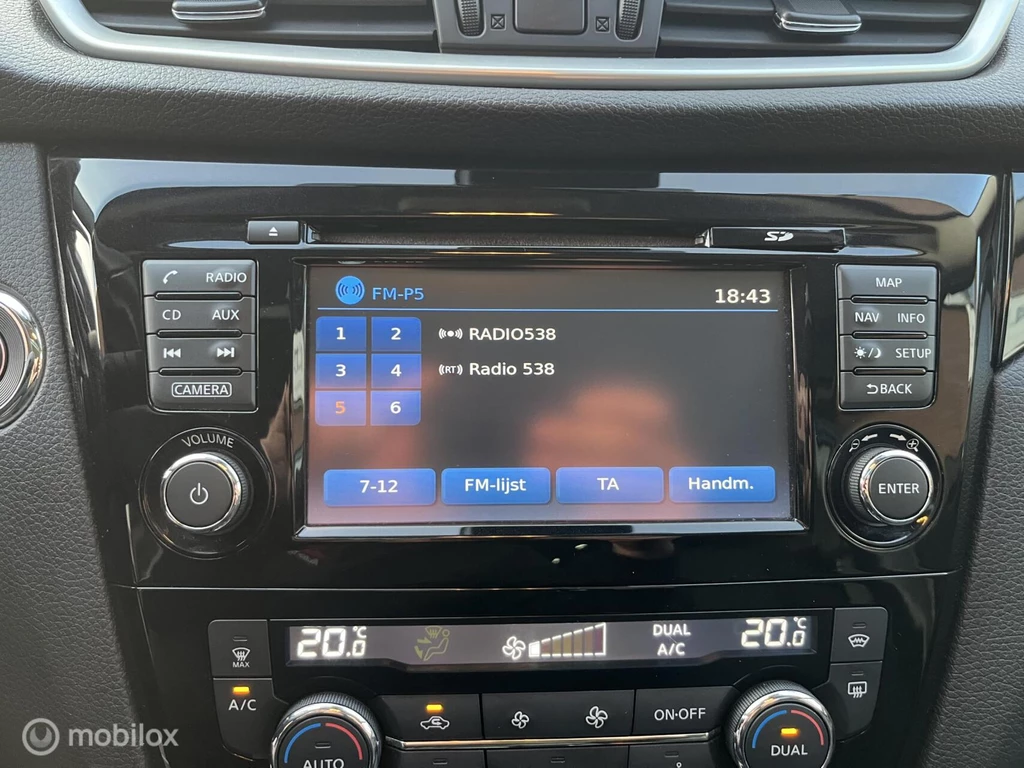 SD
RADIO
CD AUX
CAMERA
VOLUME
FM-P5 18:43
1 2 RADIO538
3 4 RT Radio 538
5 6
7-12 FM-lijst TA Handm.
MAP
NAV INFO
SETUP
BACK
ENTER
20.0°C DUAL A/C 20.0°C
MAX
A/C
ON·OFF
AUTO
DUAL
mobilox